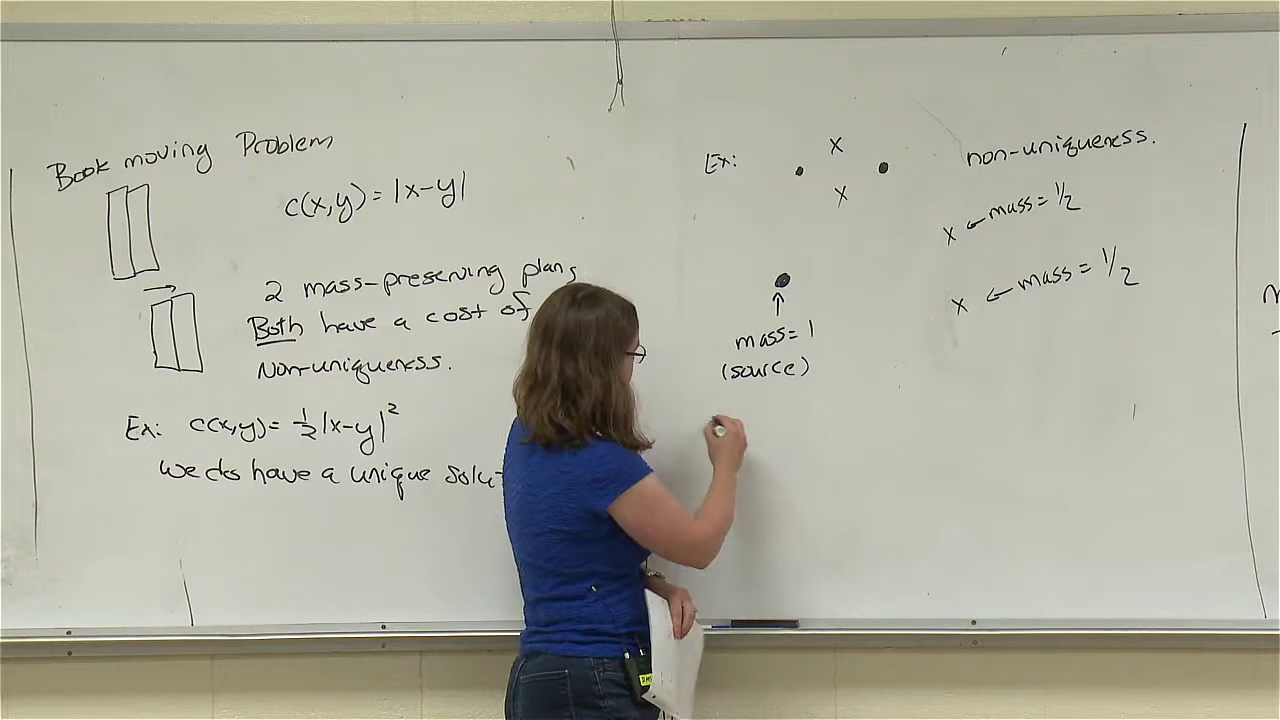 Book moving Problem
c(x,y) = |x-y|
2 mass-preserving plans
Both have a cost of
Non-uniqueness.
Ex: c(x,y) = 1/2 |x-y|²
We do have a unique
Ex:
x
x
non-uniqueness.
x ← mass = 1/2
x ← mass = 1/2
↑
mass = 1
(source)